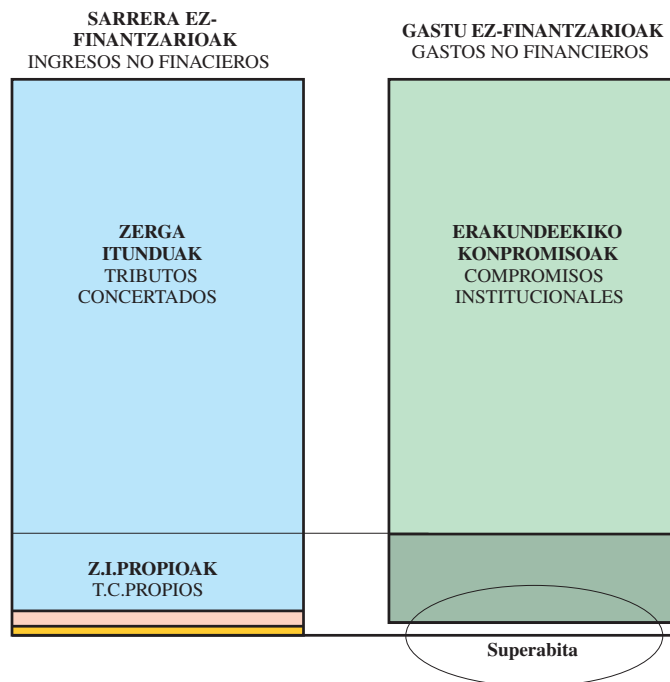 SARRERA EZ-
FINANTZARIOAK
INGRESOS NO FINACIEROS
GASTU EZ-FINANTZARIOAK
GASTOS NO FINANCIEROS
ZERGA
ITUNDUAK
TRIBUTOS
CONCERTADOS
ERAKUNDEEKIKO
KONPROMISOAK
COMPROMISOS
INSTITUCIONALES
Z.I.PROPIOAK
T.C.PROPIOS
Superabita